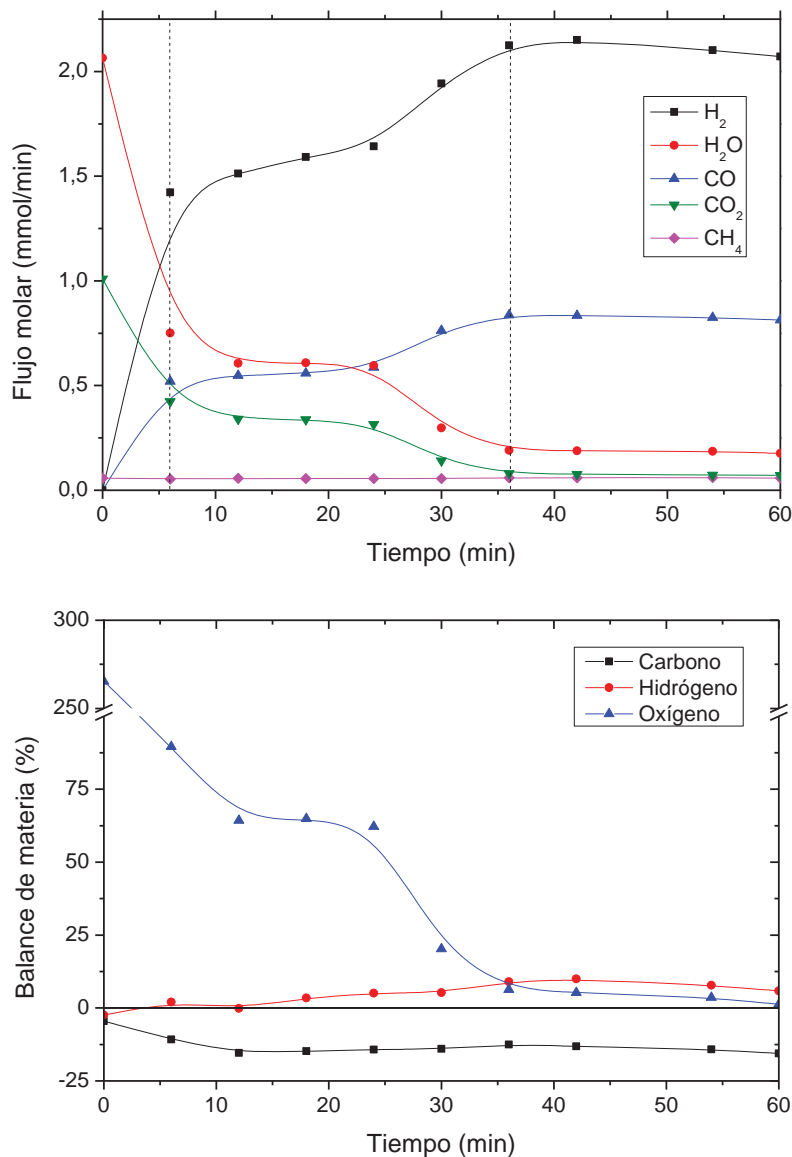 2,0
1,5
1,0
0,5
0,0
Flujo molar (mmol/min)
H2
H2O
CO
CO2
CH4
0 10 20 30 40 50 60
Tiempo (min)
300
250
75
50
25
0
-25
Balance de materia (%)
Carbono
Hidrógeno
Oxígeno
0 10 20 30 40 50 60
Tiempo (min)